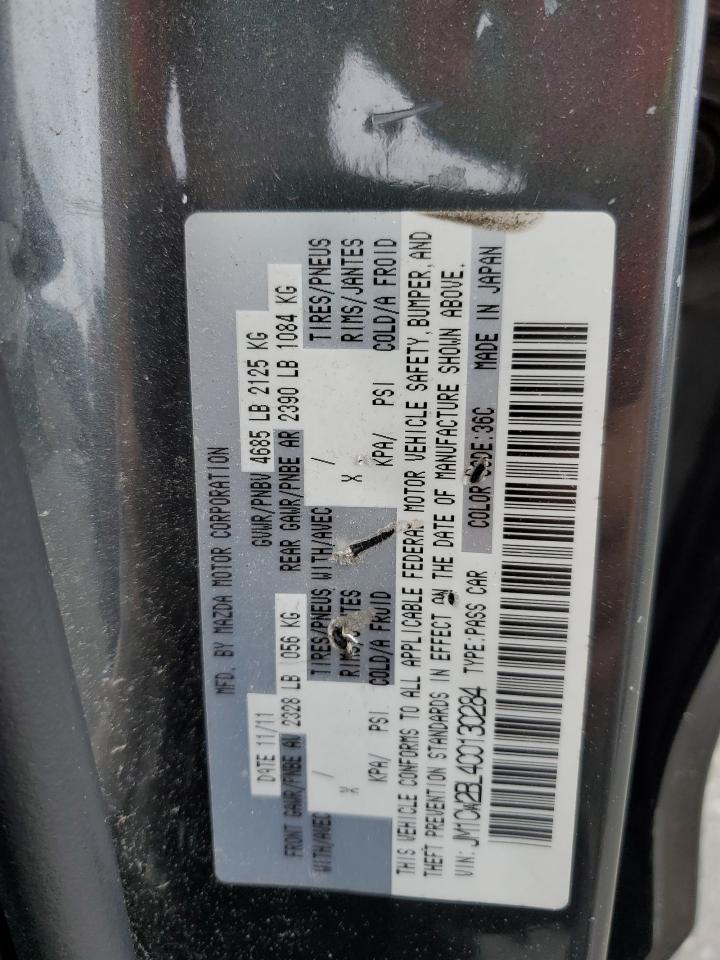 MFD. BY MAZDA MOTOR CORPORATION
DATE 11/11 GVWR/PNBV 4685 LB 2125 KG
FRONT GAWR/PNBE AV 2328 LB 1056 KG REAR GAWR/PNBE AR 2390 LB 1084 KG
WITH/AVEC / TIRES/PNEUS WITH/AVEC / TIRES/PNEUS
X RIMS/JANTES X RIMS/JANTES
KPA/ PSI COLD/A FROID KPA/ PSI COLD/A FROID
THIS VEHICLE CONFORMS TO ALL APPLICABLE FEDERAL MOTOR VEHICLE SAFETY, BUMPER, AND
THEFT PREVENTION STANDARDS IN EFFECT ON THE DATE OF MANUFACTURE SHOWN ABOVE.
VIN: JM1CW2BL4C0130284 TYPE: PASS CAR COLOR CODE: 36C MADE IN JAPAN